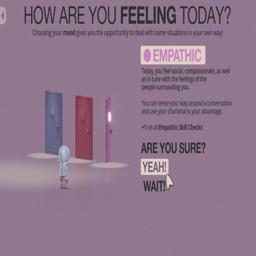 HOW ARE YOU FEELING TODAY?
Choosing your mood gives you the opportunity to deal with some situations in your own way!
EMPATHIC
Today, you feel social, compassionate, as well
as in tune with the feelings of the
people surrounding you.
You can sense your way around a conversation
and use your charisma to your advantage.
+1 on all Empathic Skill Checks
ARE YOU SURE?
YEAH!
WAIT!